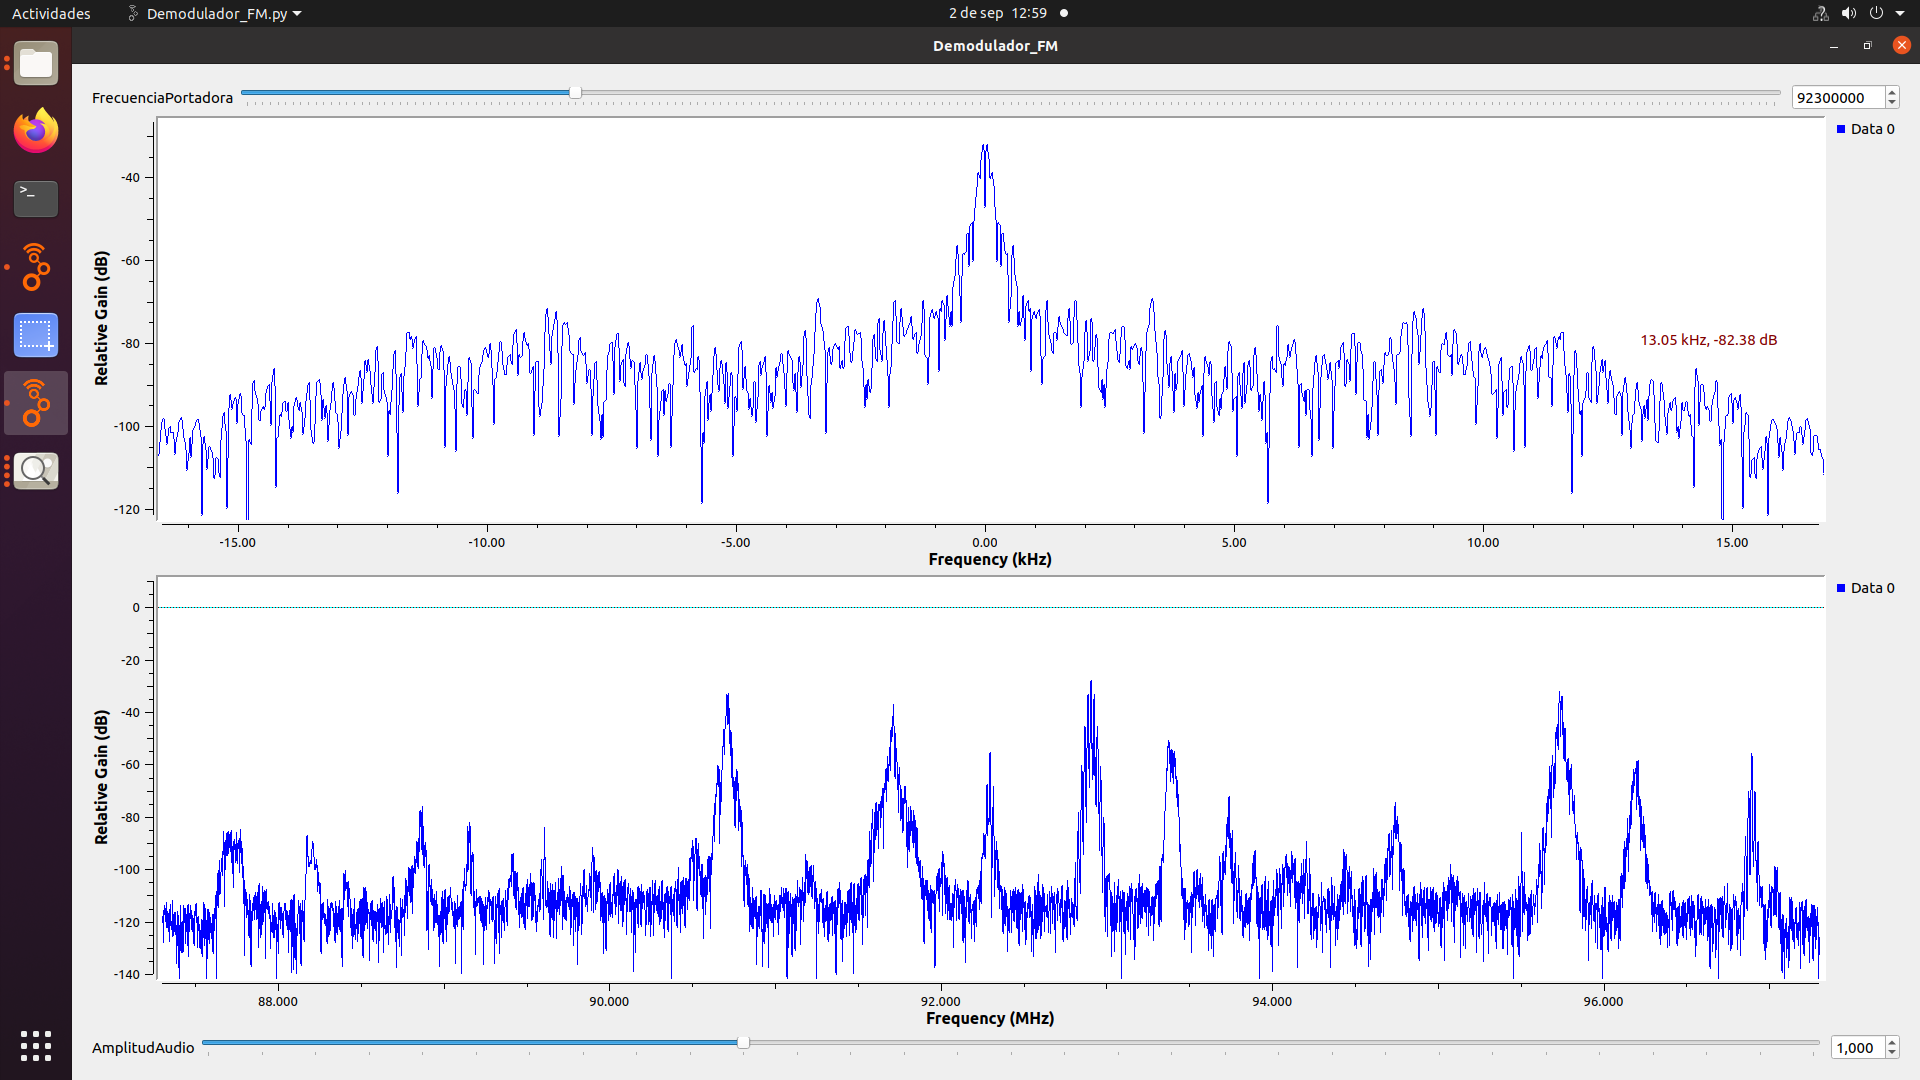 Actividades
Demodulador_FM.py
2 de sep 12:59
Demodulador_FM
FrecuenciaPortadora
92300000
Data 0
-40
-60
-80
-100
-120
Relative Gain (dB)
13.05 kHz, -82.38 dB
-15.00 -10.00 -5.00 0.00 5.00 10.00 15.00
Frequency (kHz)
Data 0
0
-20
-40
-60
-80
-100
-120
-140
Relative Gain (dB)
88.000 90.000 92.000 94.000 96.000
Frequency (MHz)
AmplitudAudio
1,000